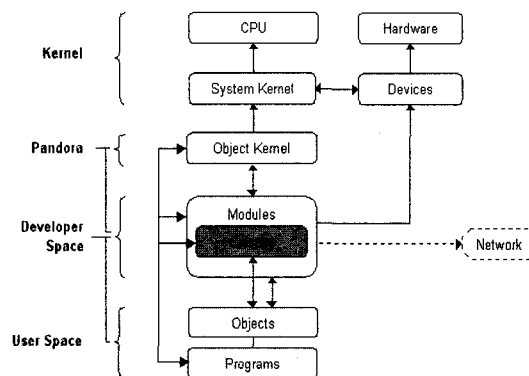 CPU
Hardware
Kernel
System Kernel
Devices
Pandora
Object Kernel
Modules
Developer
Space
Network
Objects
User Space
Programs